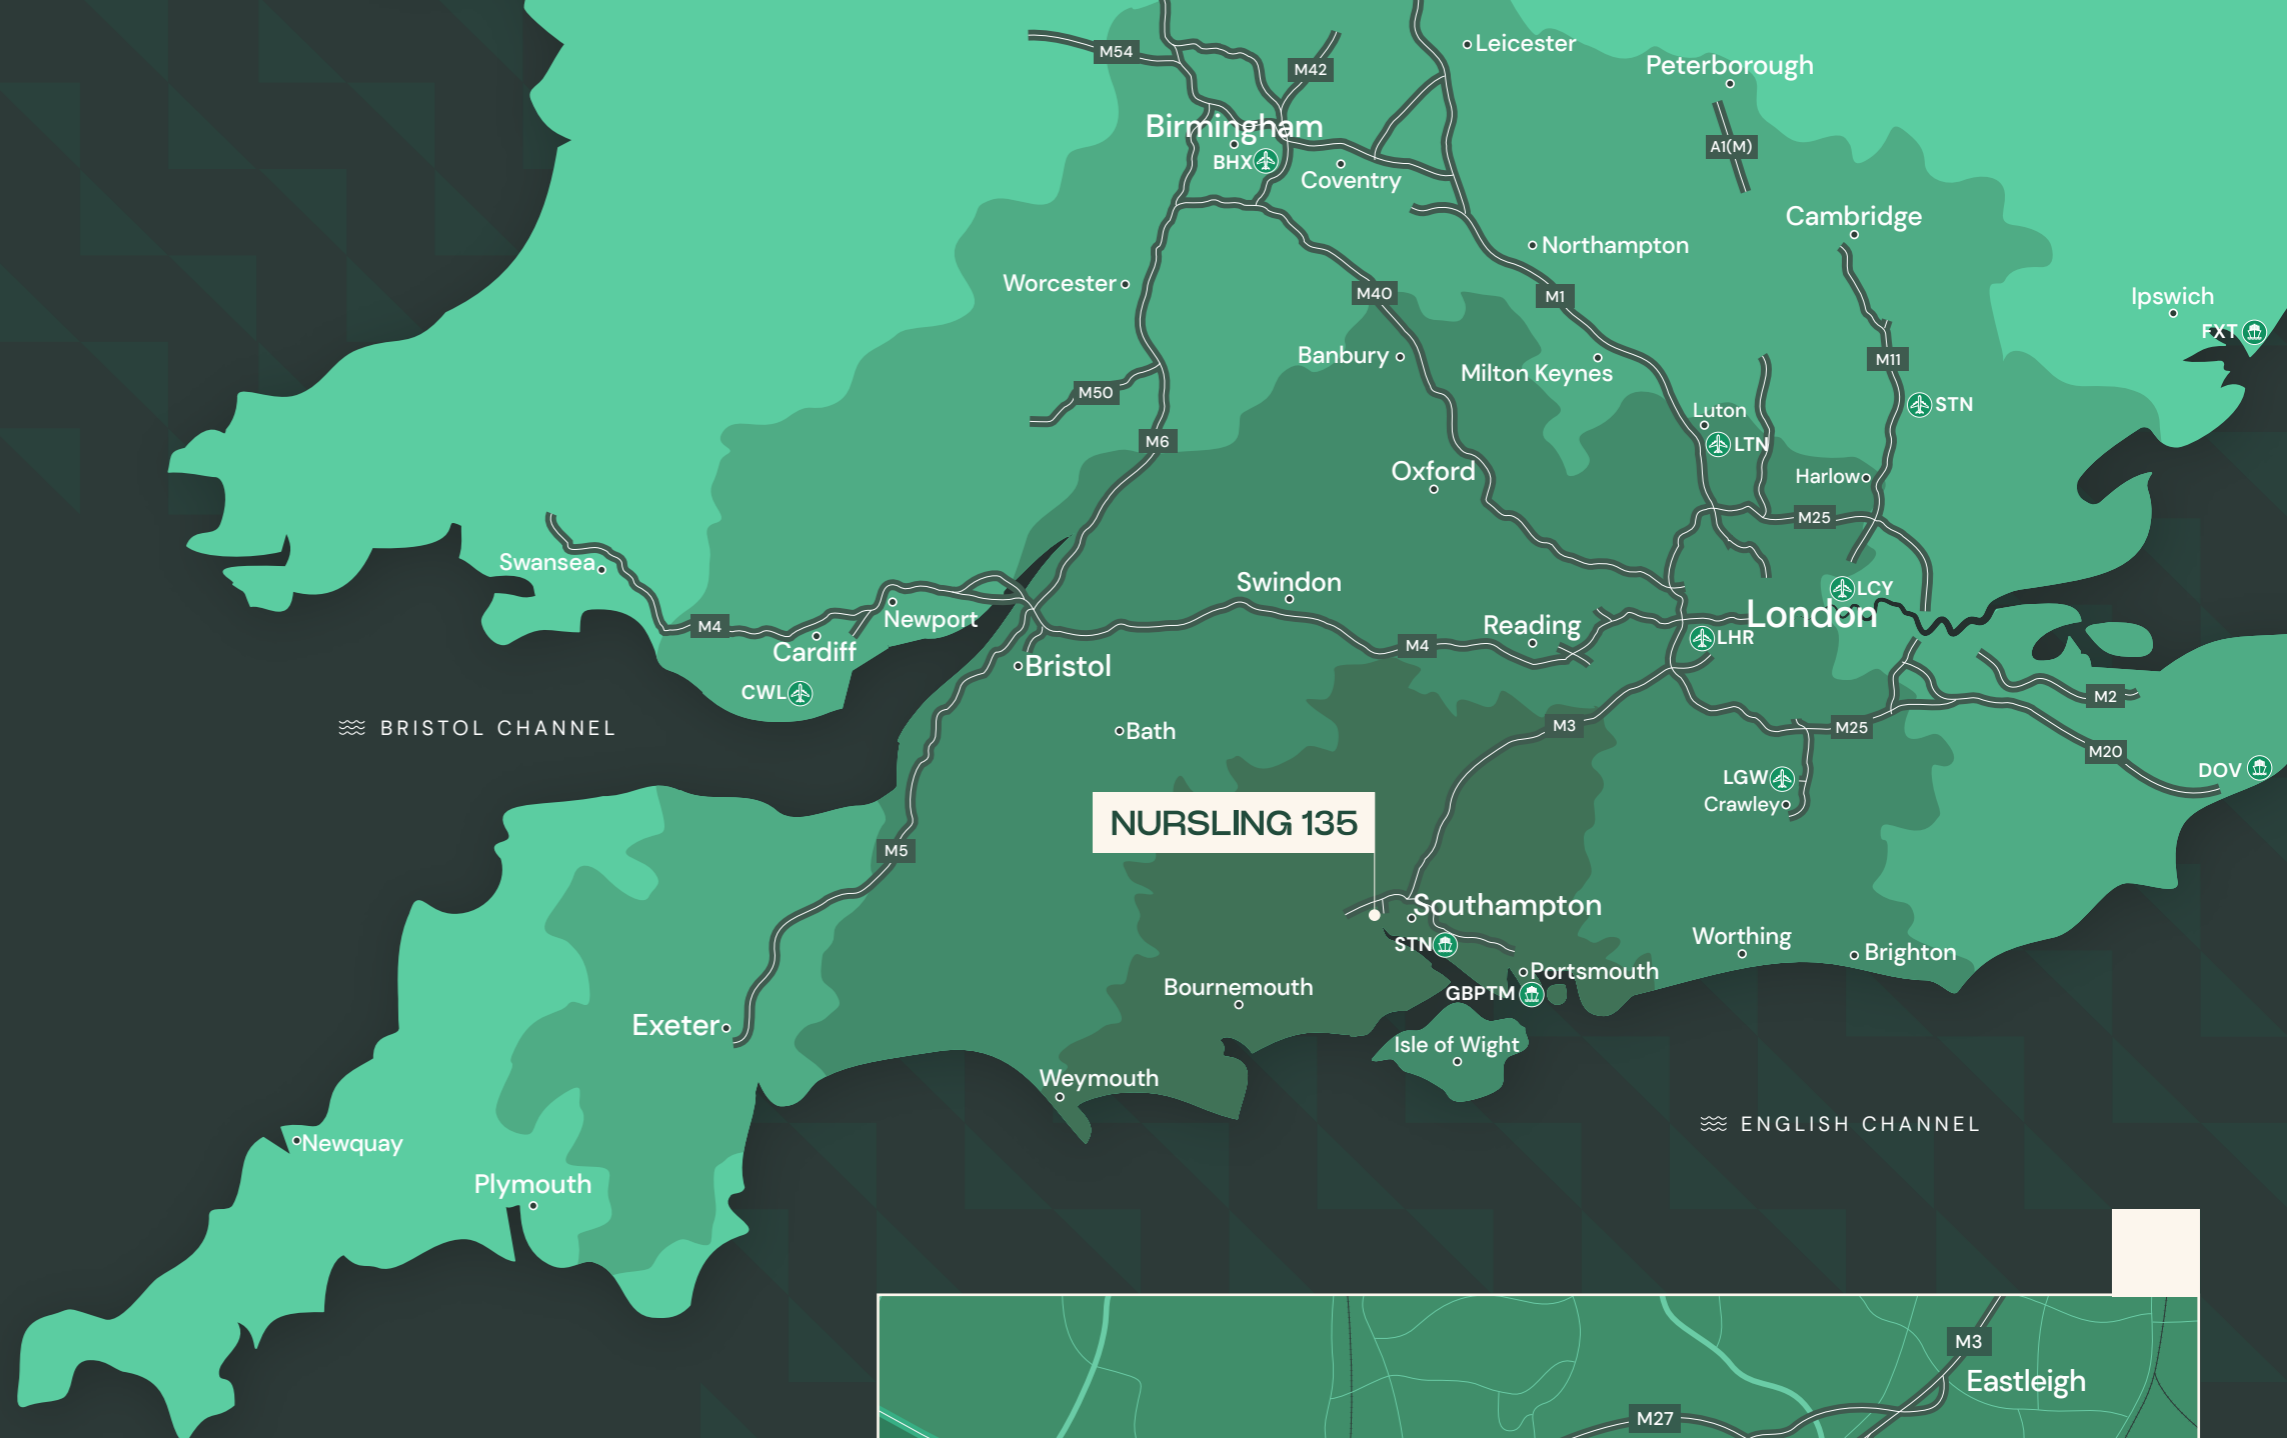 Leicester
M54
M42
Peterborough
Birmingham
A1(M)
BHX
Coventry
Cambridge
Northampton
Worcester
M40
M1
Ipswich
FXT
Banbury
Milton Keynes
M11
M50
Luton
STN
M6
LTN
Oxford
Harlow
M25
Swansea
Swindon
LCY
M4
Newport
Reading
London
Cardiff
M4
LHR
Bristol
CWL
M2
BRISTOL CHANNEL
Bath
M3
M25
M20
LGW
DOV
Crawley
NURSLING 135
M5
Southampton
STN
Worthing
Brighton
Portsmouth
Bournemouth
GBPTM
Exeter
Isle of Wight
Weymouth
ENGLISH CHANNEL
Newquay
Plymouth
M3
Eastleigh
M27